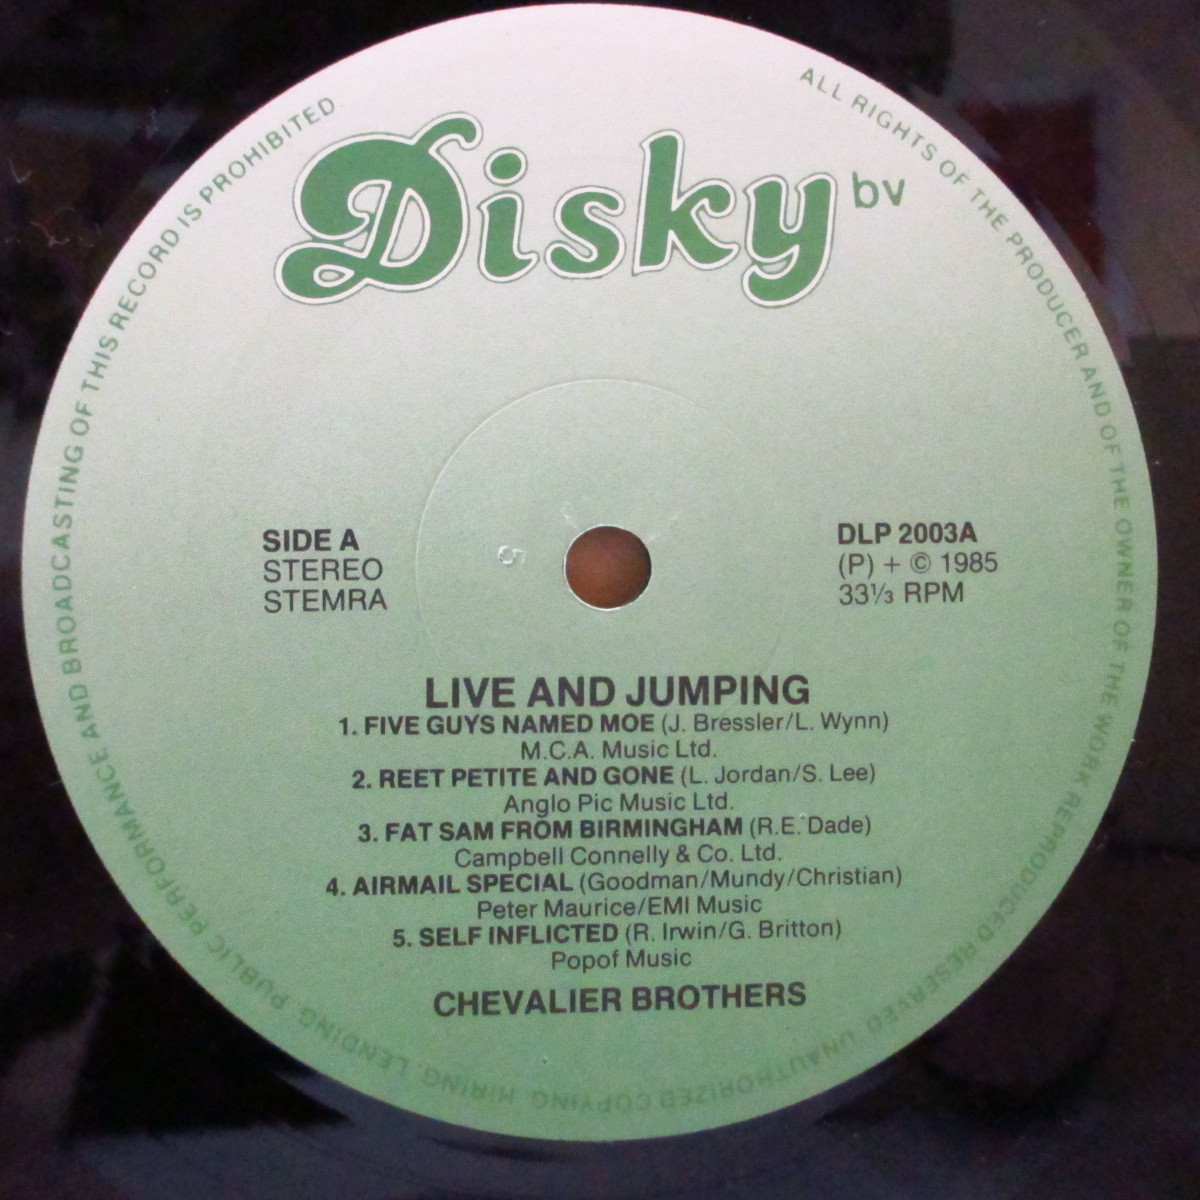 Disky bv
ALL RIGHTS OF THE PRODUCER AND OF THE OWNER OF THE WORK REPRODUCED RESERVED. UNAUTHORIZED COPYING, HIRING, LENDING, PUBLIC PERFORMANCE AND BROADCASTING OF THIS RECORD IS PROHIBITED
SIDE A
STEREO
STEMRA
DLP 2003A
(P) + © 1985
33⅓ RPM
LIVE AND JUMPING
1. FIVE GUYS NAMED MOE (J. Bressler/L. Wynn)
M.C.A. Music Ltd.
2. REET PETITE AND GONE (L. Jordan/S. Lee)
Anglo Pic Music Ltd.
3. FAT SAM FROM BIRMINGHAM (R.E. Dade)
Campbell Connelly & Co. Ltd.
4. AIRMAIL SPECIAL (Goodman/Mundy/Christian)
Peter Maurice/EMI Music
5. SELF INFLICTED (R. Irwin/G. Britton)
Popof Music
CHEVALIER BROTHERS